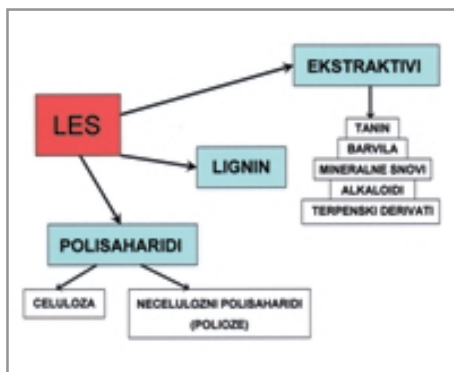 LES
EKSTRAKTIVI
TANIN
BARVILA
MINERALNE SNOVI
ALKALOIDI
TERPENSKI DERIVATI
LIGNIN
POLISAHARIDI
CELULOZA
NECELULOZNI POLISAHARIDI
(POLIOZE)